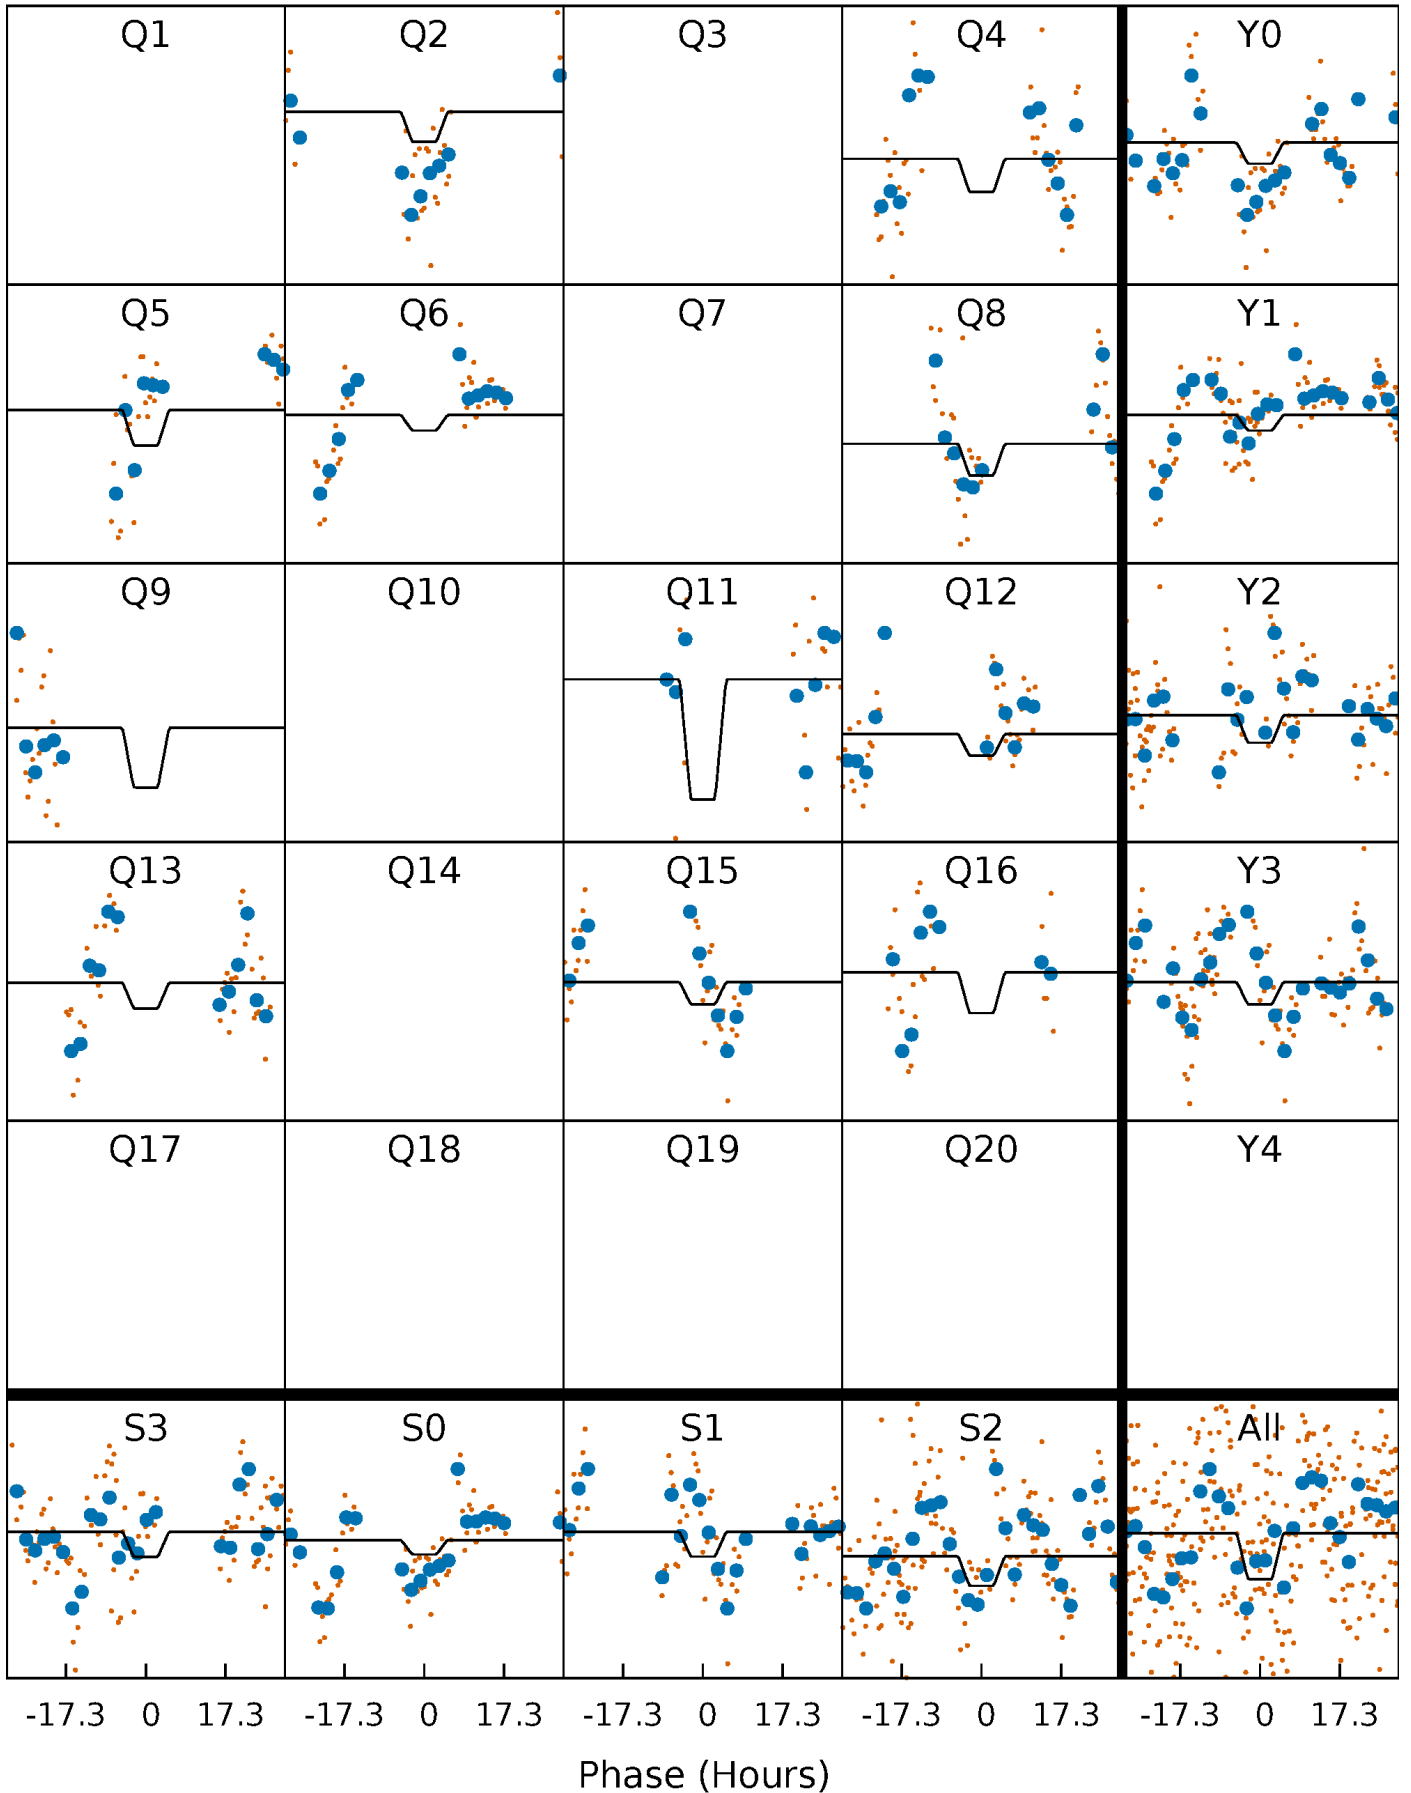 Q1 Q2 Q3 Q4 Y0
Q5 Q6 Q7 Q8 Y1
Q9 Q10 Q11 Q12 Y2
Q13 Q14 Q15 Q16 Y3
Q17 Q18 Q19 Q20 Y4
S3 S0 S1 S2 All
-17.3 0 17.3 -17.3 0 17.3 -17.3 0 17.3 -17.3 0 17.3 -17.3 0 17.3
Phase (Hours)